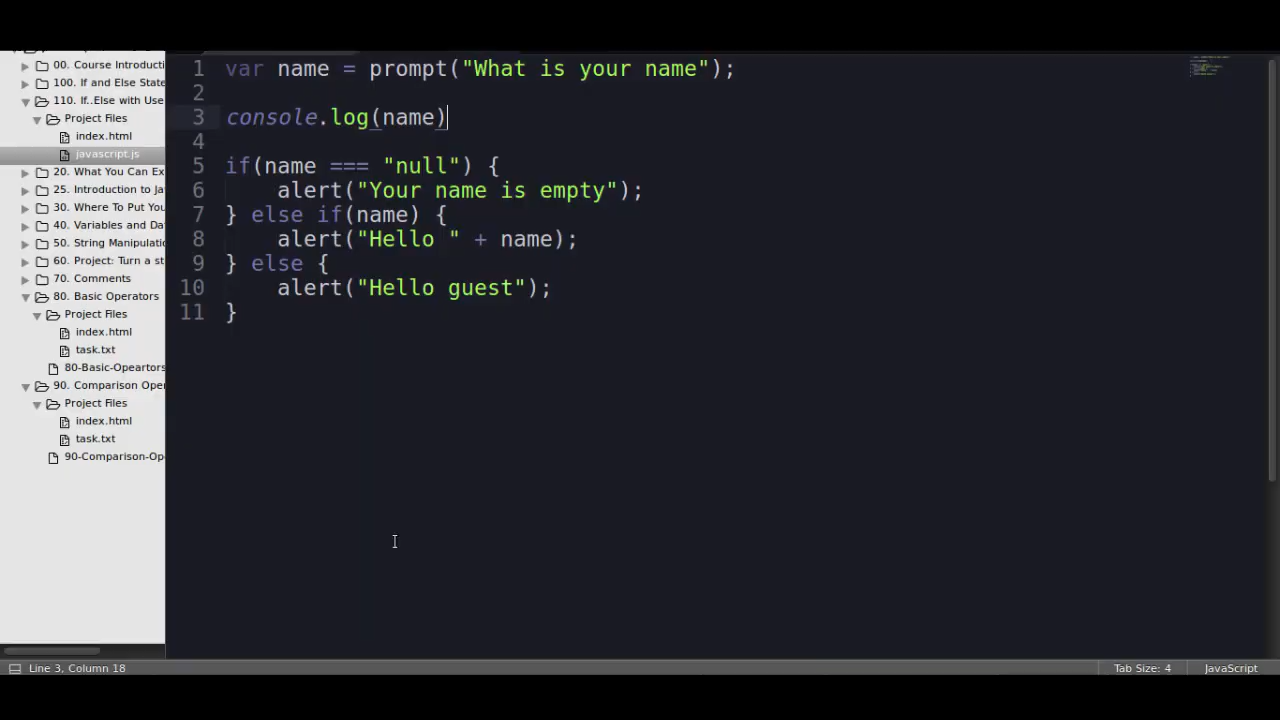 00. Course Introducti
100. If and Else State
110. If..Else with Use
Project Files
index.html
javascript.js
20. What You Can Ex
25. Introduction to Ja
30. Where To Put You
40. Variables and Dat
50. String Manipulati
60. Project: Turn a st
70. Comments
80. Basic Operators
Project Files
index.html
task.txt
80-Basic-Opeartors
90. Comparison Oper
Project Files
index.html
task.txt
90-Comparison-Op
1 var name = prompt("What is your name");
2
3 console.log(name)
4
5 if(name === "null") {
6     alert("Your name is empty");
7 } else if(name) {
8     alert("Hello " + name);
9 } else {
10     alert("Hello guest");
11 }
Line 3, Column 18
Tab Size: 4
JavaScript